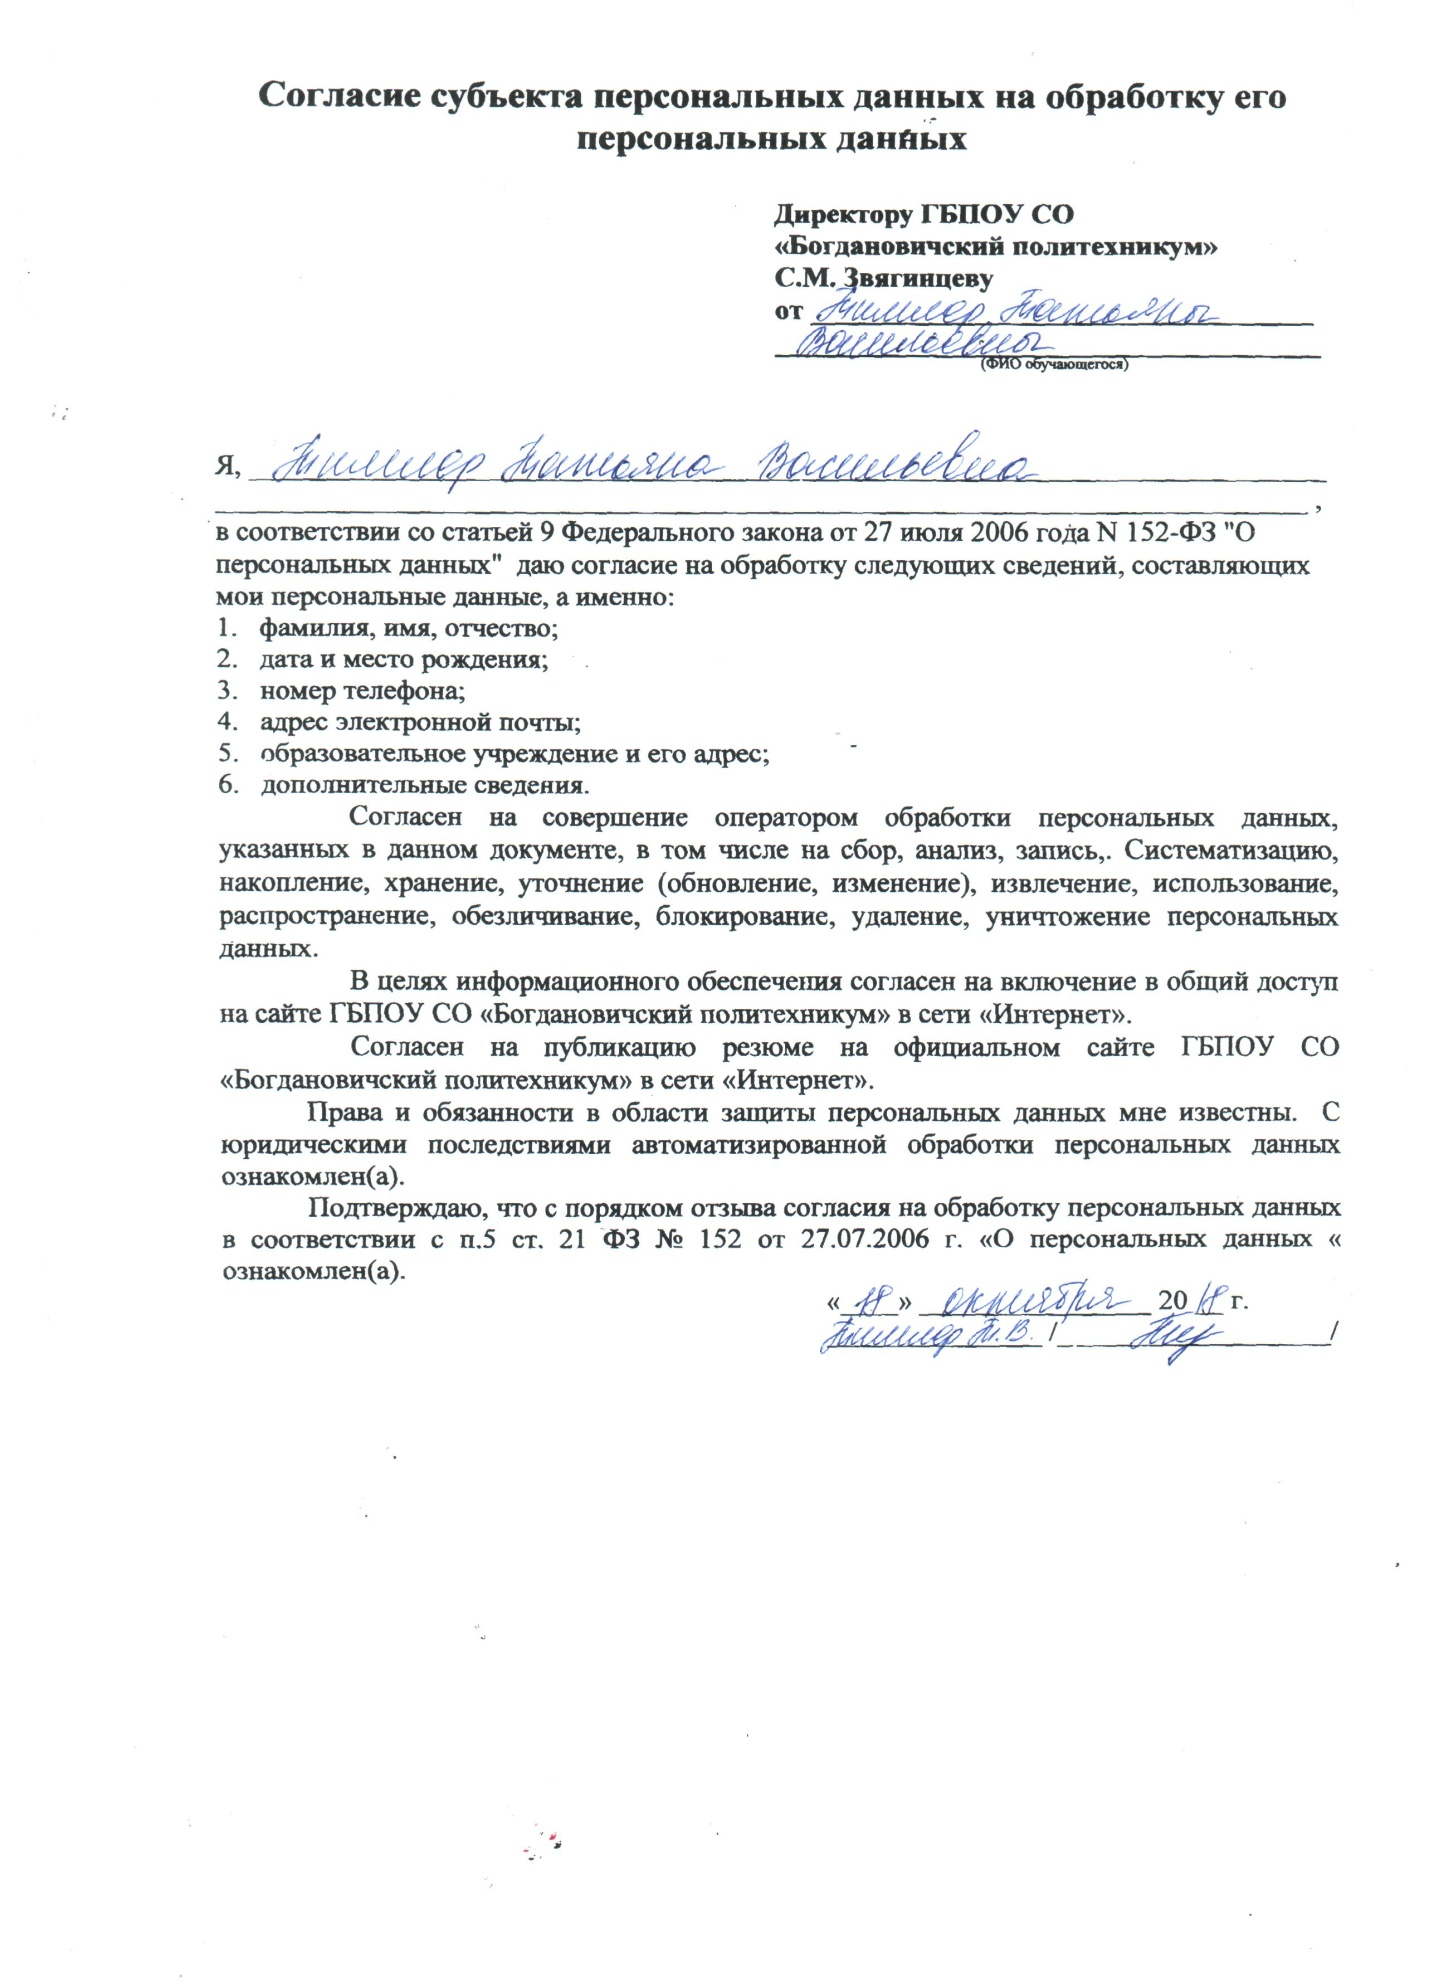 Согласие субъекта персональных данных на обработку его
персональных данных
Директору ГБПОУ СО
«Богдановичский политехникум»
С.М. Звягинцеву
от Татьяны
Васильевны
(ФИО обучающегося)
Я, Татьяна Васильевна
,
в соответствии со статьей 9 Федерального закона от 27 июля 2006 года N 152-ФЗ "О
персональных данных" даю согласие на обработку следующих сведений, составляющих
мои персональные данные, а именно:
1. фамилия, имя, отчество;
2. дата и место рождения;
3. номер телефона;
4. адрес электронной почты;
5. образовательное учреждение и его адрес;
6. дополнительные сведения.
Согласен на совершение оператором обработки персональных данных,
указанных в данном документе, в том числе на сбор, анализ, запись,. Систематизацию,
накопление, хранение, уточнение (обновление, изменение), извлечение, использование,
распространение, обезличивание, блокирование, удаление, уничтожение персональных
данных.
В целях информационного обеспечения согласен на включение в общий доступ
на сайте ГБПОУ СО «Богдановичский политехникум» в сети «Интернет».
Согласен на публикацию резюме на официальном сайте ГБПОУ СО
«Богдановичский политехникум» в сети «Интернет».
Права и обязанности в области защиты персональных данных мне известны. С
юридическими последствиями автоматизированной обработки персональных данных
ознакомлен(а).
Подтверждаю, что с порядком отзыва согласия на обработку персональных данных
в соответствии с п.5 ст. 21 ФЗ № 152 от 27.07.2006 г. «О персональных данных «
ознакомлен(а).
«18» октября 2018 г.
Т.В. / /